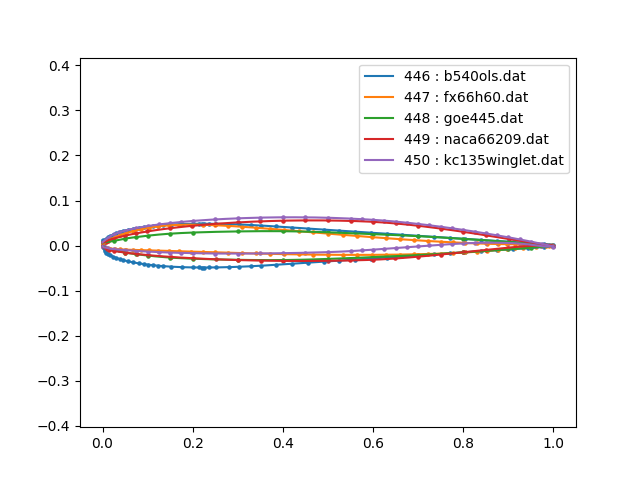 0.4
0.3
0.2
0.1
0.0
−0.1
−0.2
−0.3
−0.4
0.0 0.2 0.4 0.6 0.8 1.0
446 : b540ols.dat
447 : fx66h60.dat
448 : goe445.dat
449 : naca66209.dat
450 : kc135winglet.dat